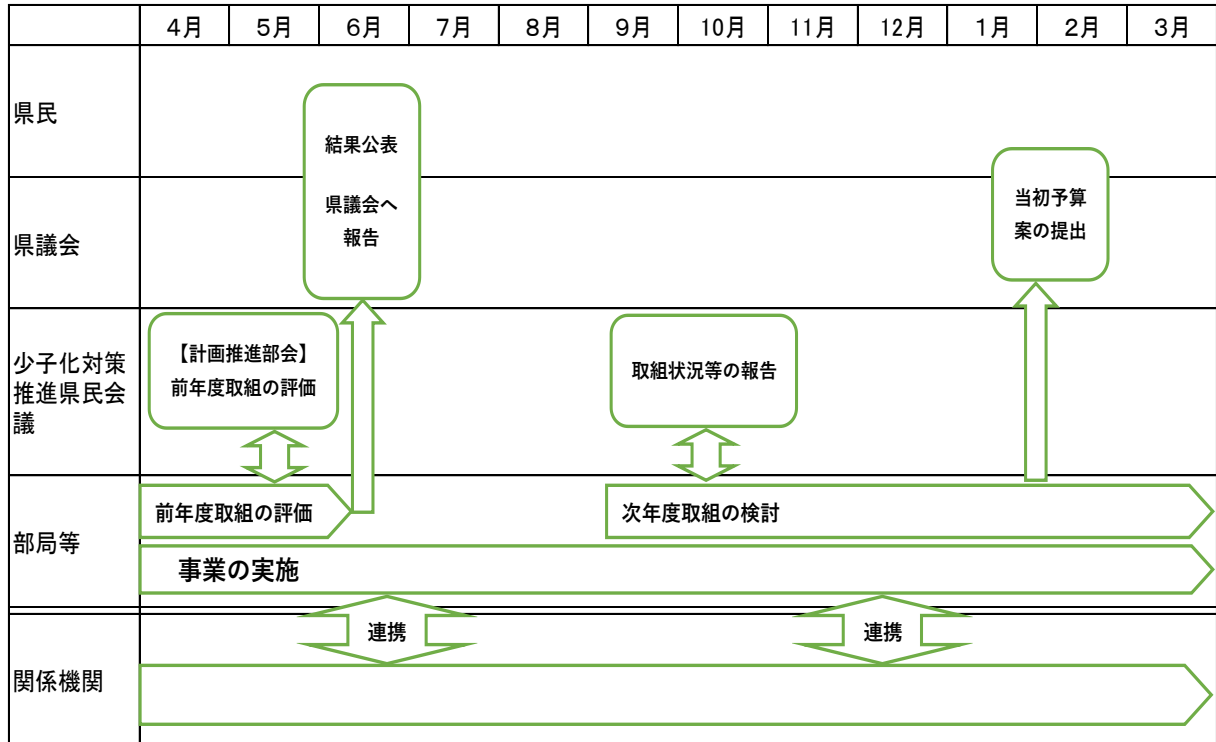 4月 5月 6月 7月 8月 9月 10月 11月 12月 1月 2月 3月
県民
結果公表
県議会へ
報告
県議会
当初予算
案の提出
少子化対策
推進県民会
議
【計画推進部会】
前年度取組の評価
取組状況等の報告
部局等
前年度取組の評価
次年度取組の検討
事業の実施
連携
連携
関係機関